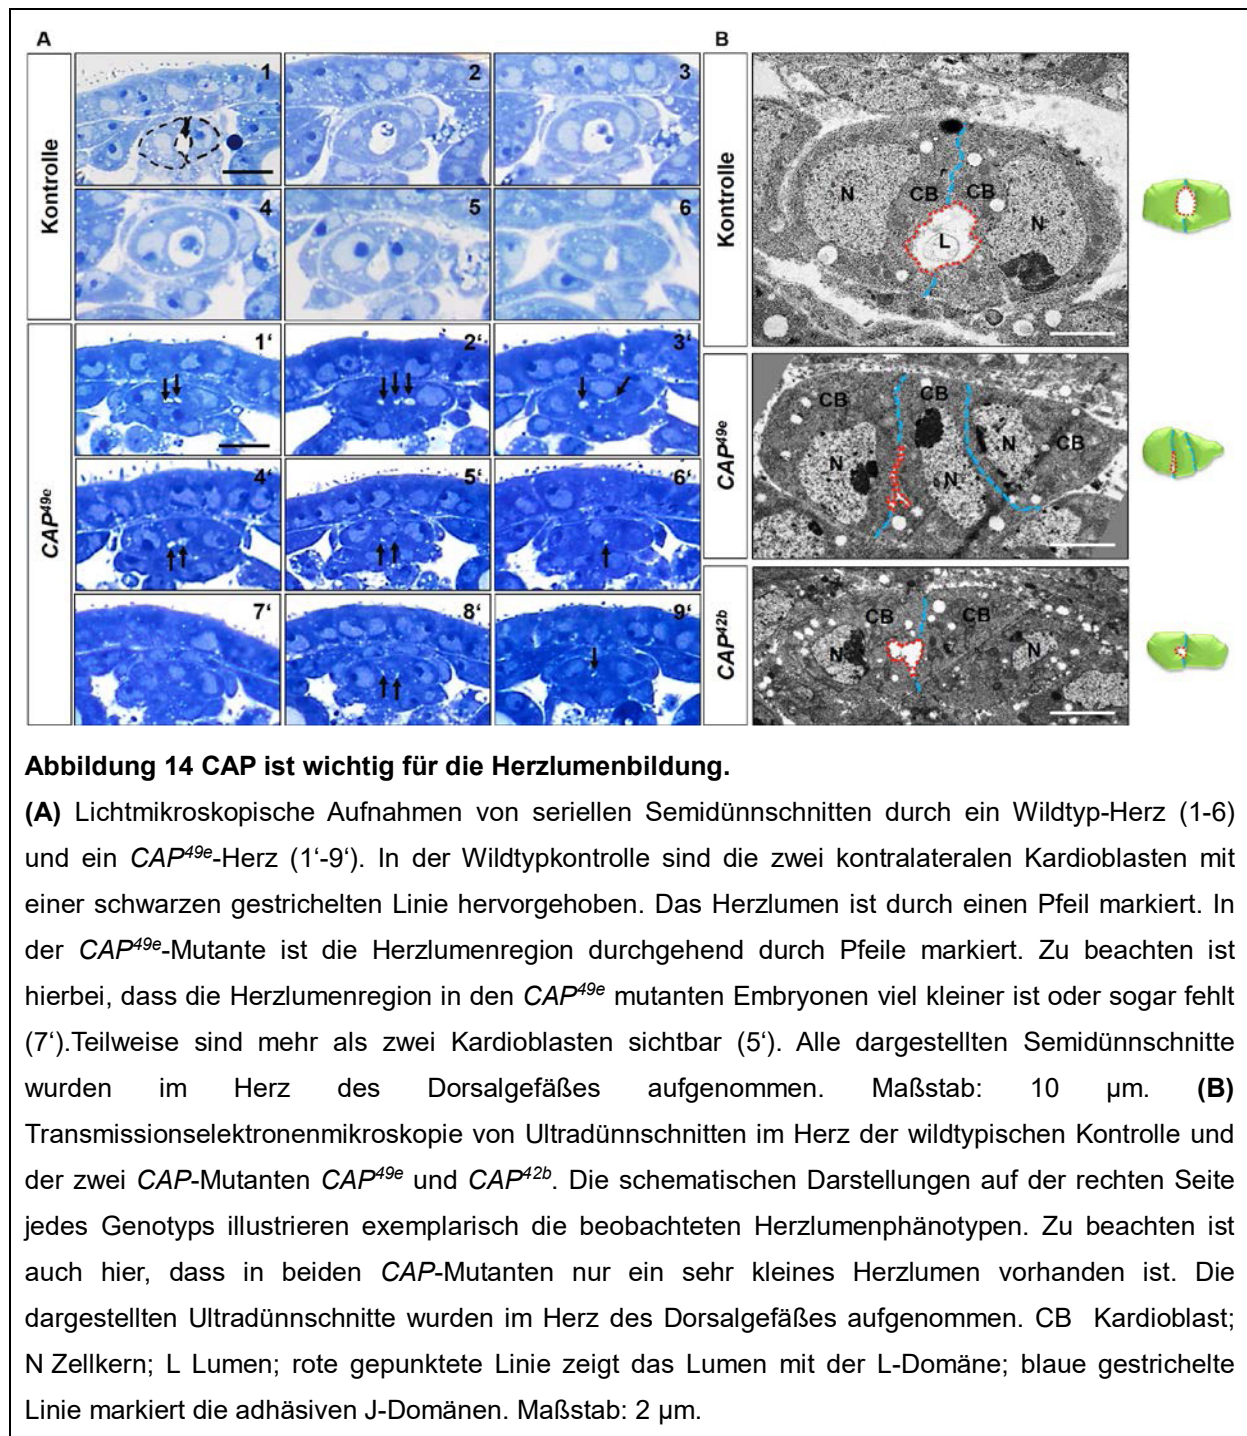 A
B
Kontrolle
1
2
3
4
5
6
CAP49e
1‘
2‘
3‘
4‘
5‘
6‘
7‘
8‘
9‘
Kontrolle
N
CB
CB
N
L
CAP49e
CB
CB
CB
N
N
N
CAP42b
CB
CB
N
N
Abbildung 14 CAP ist wichtig für die Herzlumenbildung.
(A) Lichtmikroskopische Aufnahmen von seriellen Semidünnschnitten durch ein Wildtyp-Herz (1-6)
und ein CAP49e-Herz (1‘-9‘). In der Wildtypkontrolle sind die zwei kontralateralen Kardioblasten mit
einer schwarzen gestrichelten Linie hervorgehoben. Das Herzlumen ist durch einen Pfeil markiert. In
der CAP49e-Mutante ist die Herzlumenregion durchgehend durch Pfeile markiert. Zu beachten ist
hierbei, dass die Herzlumenregion in den CAP49e mutanten Embryonen viel kleiner ist oder sogar fehlt
(7‘).Teilweise sind mehr als zwei Kardioblasten sichtbar (5‘). Alle dargestellten Semidünnschnitte
wurden im Herz des Dorsalgefäßes aufgenommen. Maßstab: 10 µm. (B)
Transmissionselektronenmikroskopie von Ultradünnschnitten im Herz der wildtypischen Kontrolle und
der zwei CAP-Mutanten CAP49e und CAP42b. Die schematischen Darstellungen auf der rechten Seite
jedes Genotyps illustrieren exemplarisch die beobachteten Herzlumenphänotypen. Zu beachten ist
auch hier, dass in beiden CAP-Mutanten nur ein sehr kleines Herzlumen vorhanden ist. Die
dargestellten Ultradünnschnitte wurden im Herz des Dorsalgefäßes aufgenommen. CB Kardioblast;
N Zellkern; L Lumen; rote gepunktete Linie zeigt das Lumen mit der L-Domäne; blaue gestrichelte
Linie markiert die adhäsiven J-Domänen. Maßstab: 2 µm.